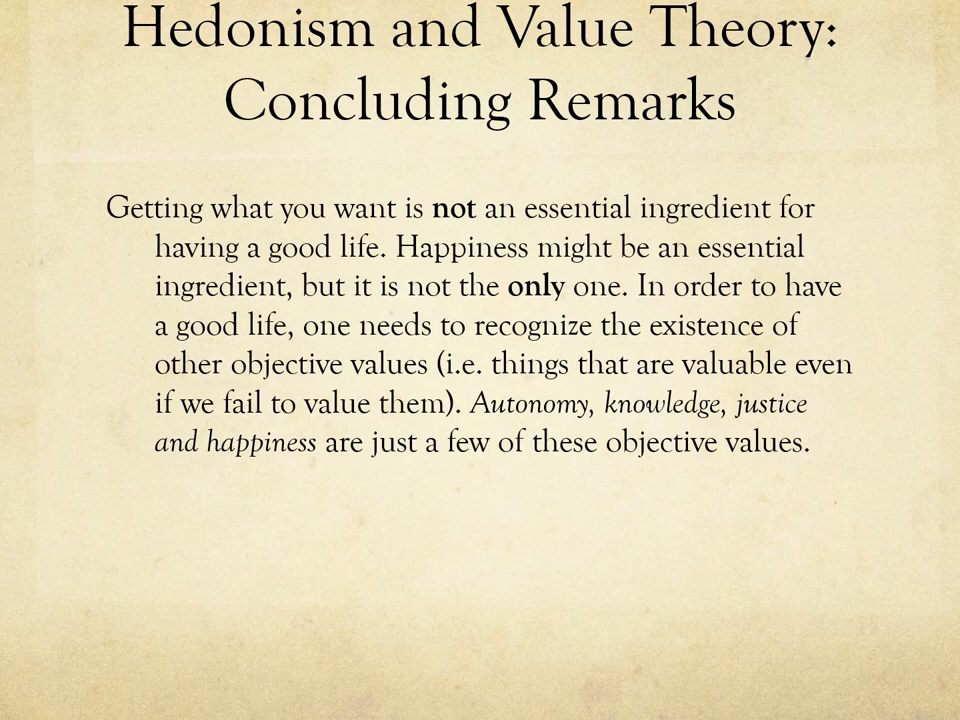 Hedonism and Value Theory:
Concluding Remarks
Getting what you want is not an essential ingredient for
having a good life. Happiness might be an essential
ingredient, but it is not the only one. In order to have
a good life, one needs to recognize the existence of
other objective values (i.e. things that are valuable even
if we fail to value them). Autonomy, knowledge, justice
and happiness are just a few of these objective values.